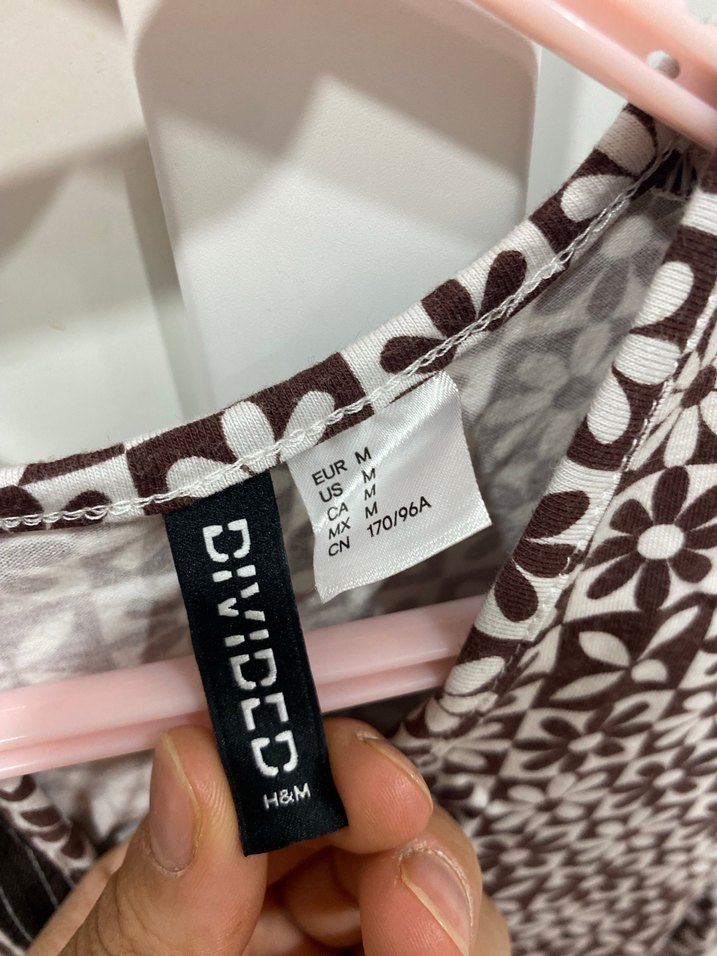 EUR M
US M
CA M
MX M
CN 170/96A
DIVIDED
H&M